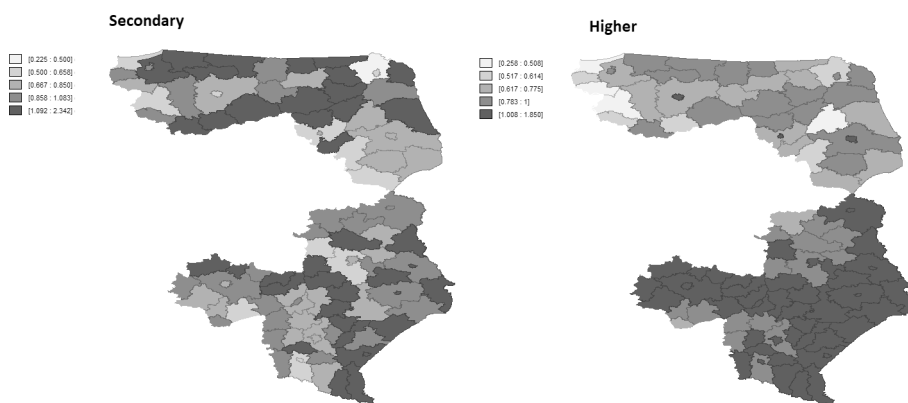 Secondary
[0.225 : 0.500]
[0.500 : 0.658]
[0.667 : 0.850]
[0.858 : 1.083]
[1.092 : 2.342]
Higher
[0.258 : 0.508]
[0.517 : 0.614]
[0.617 : 0.775]
[0.783 : 1]
[1.008 : 1.850]